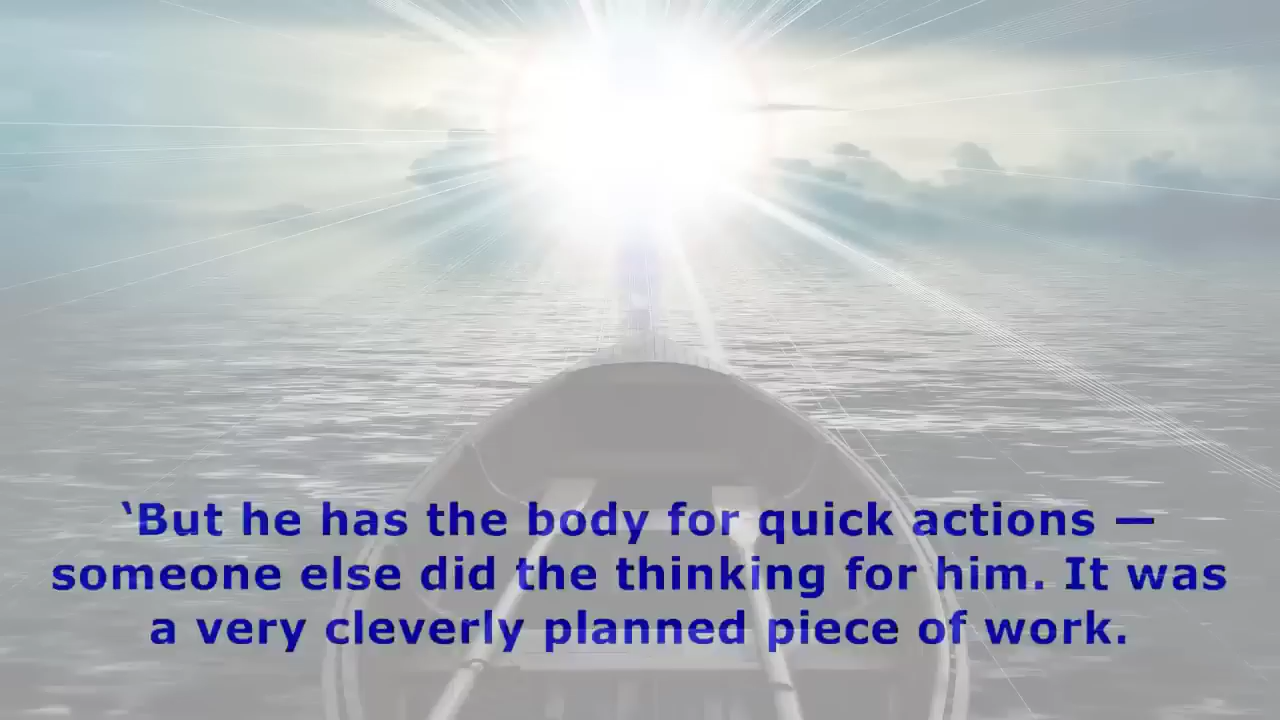 ‘But he has the body for quick actions —
someone else did the thinking for him. It was
a very cleverly planned piece of work.